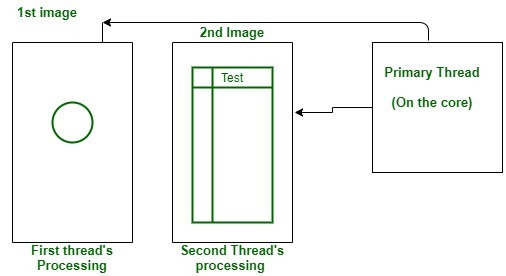 1st image
2nd Image
Test
Primary Thread
(On the core)
First thread's
Processing
Second Thread's
processing